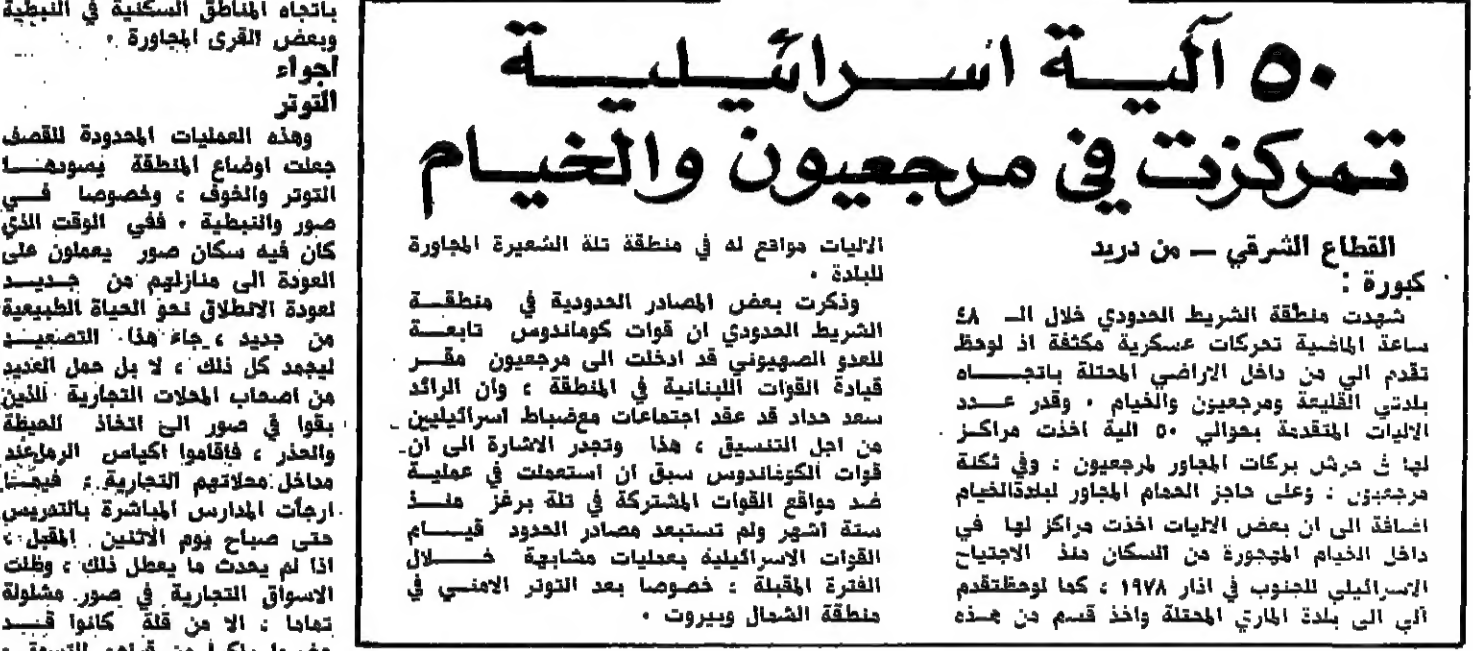 ٥٠ آلية اسرائيلية
تمركزت في مرجعيون والخيام
القطاع الشرقي — من دريد
كبورة :
شهدت منطقة الشريط الحدودي خلال الـ ٤٨
ساعة الماضية تحركات عسكرية مكثفة اذ لوحظ
تقدم الي من داخل الاراضي المحتلة باتجاه
بلدتي القليعة ومرجعيون والخيام ٠ وقدر عدد
الاليات المتقدمة بحوالي ٥٠ الية اخذت مراكز
لها في حرش بركات المجاور لمرجعيون ؛ وفي ثكنة
مرجعيون ؛ وعلى حاجز الحمام المجاور لبلدةالخيام
اضافة الى ان بعض الاليات اخذت مراكز لها في
داخل الخيام المهجورة من السكان منذ الاجتياح
الاسرائيلي للجنوب في اذار ١٩٧٨ ؛ كما لوحظتقدم
آلي الى بلدة الماري المحتلة واخذ قسم من هذه
الاليات مواقع له في منطقة تلة الشعيرة المجاورة
للبلدة ٠
وذكرت بعض المصادر الحدودية في منطقة
الشريط الحدودي ان قوات كوماندوس تابعة
للعدو الصهيوني قد ادخلت الى مرجعيون مقر
قيادة القوات اللبنانية في المنطقة ؛ وان الرائد
سعد حداد قد عقد اجتماعات معضباط اسرائيليين
من اجل التنسيق ؛ هذا وتجدر الاشارة الى ان
قوات الكوماندوس سبق ان استعملت في عملية
ضد مواقع القوات المشتركة في تلة برغز منذ
ستة اشهر ولم تستبعد مصادر الحدود قيام
القوات الاسرائيلية بعمليات مشابهة خلال
الفترة المقبلة ؛ خصوصا بعد التوتر الامني في
منطقة الشمال وبيروت ٠
باتجاه المناطق السكنية في النبطية
وبعض القرى المجاورة ٠
اجواء
التوتر
وهذه العمليات المحدودة للقصف
جعلت اوضاع المنطقة يسودها
التوتر والخوف ؛ وخصوصا في
صور والنبطية ٠ ففي الوقت الذي
كان فيه سكان صور يعملون على
العودة الى منازلهم من جديد
لعودة الانطلاق نحو الحياة الطبيعية
من جديد ؛ جاء هذا التصعيد
ليجمد كل ذلك ؛ لا بل حمل العديد
من اصحاب المحلات التجارية الذين
بقوا في صور الى اتخاذ الحيطة
والحذر ؛ فاقاموا اكياس الرملعند
مداخل محلاتهم التجارية ؛ فيما
ارجأت المدارس المباشرة بالتدريس
حتى صباح يوم الاثنين المقبل ؛
اذا لم يحدث ما يعطل ذلك ؛ وظلت
الاسواق التجارية في صور مشلولة
تماما ؛ الا من قلة كانوا قد